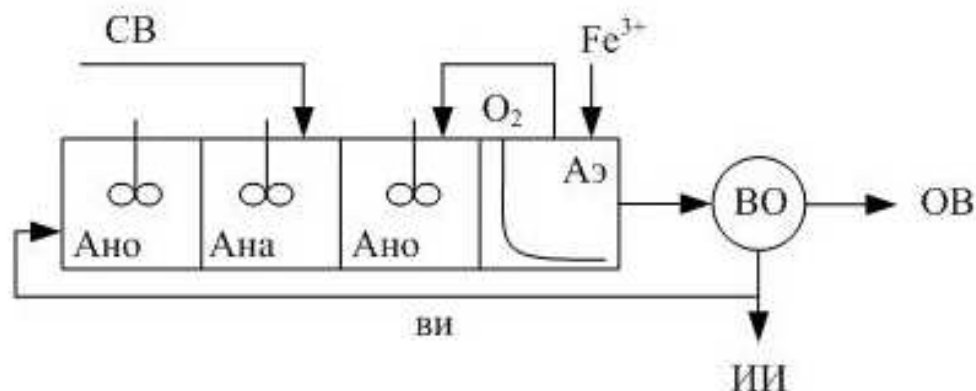 СВ
Fe³⁺
O₂
Аэ
Ано
Ана
Ано
ВО
ОВ
ви
ИИ